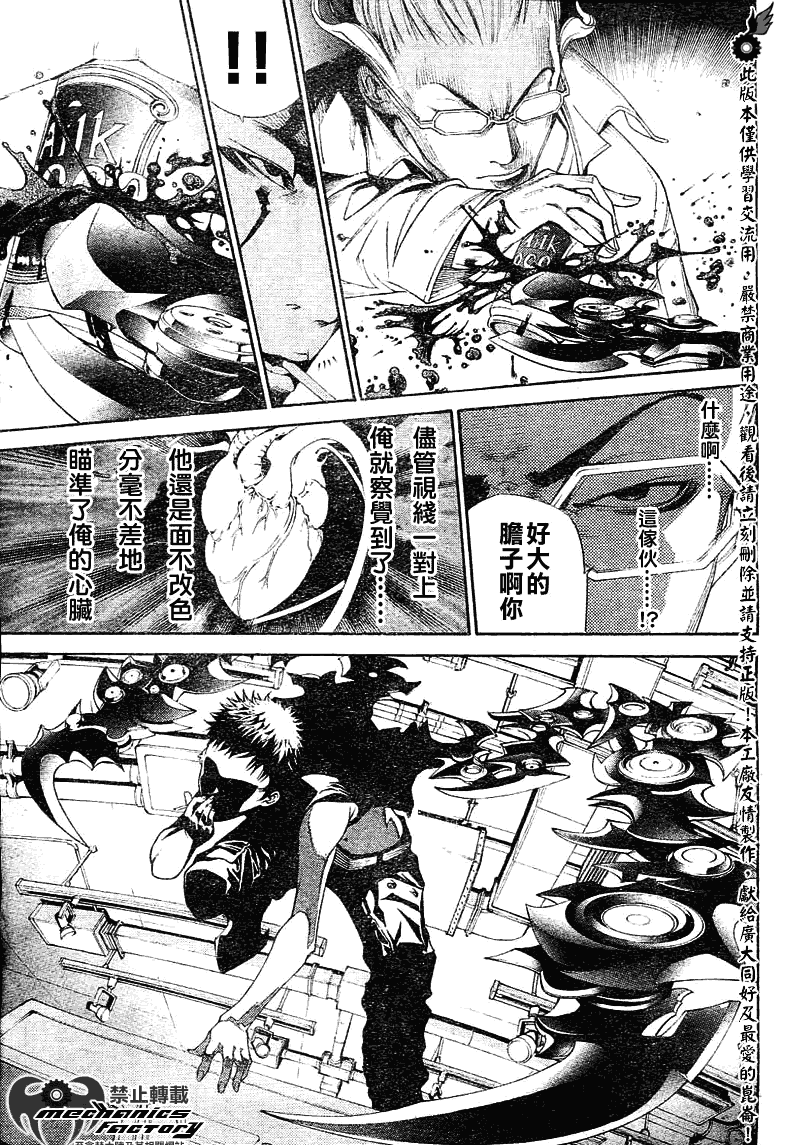 !!
什麼啊……
這傢伙……!?
好大的
膽子啊你
儘管視綫一對上
俺就察覺到了……
他還是面不改色
分毫不差地
瞄準了俺的心臟
此版本僅供學習交流用，嚴禁商業用途，觀看後請立刻刪除並請支持正版！本工廠友情製作，獻給廣大同好及最愛的崑崙！
禁止轉載
mechanics
Factory